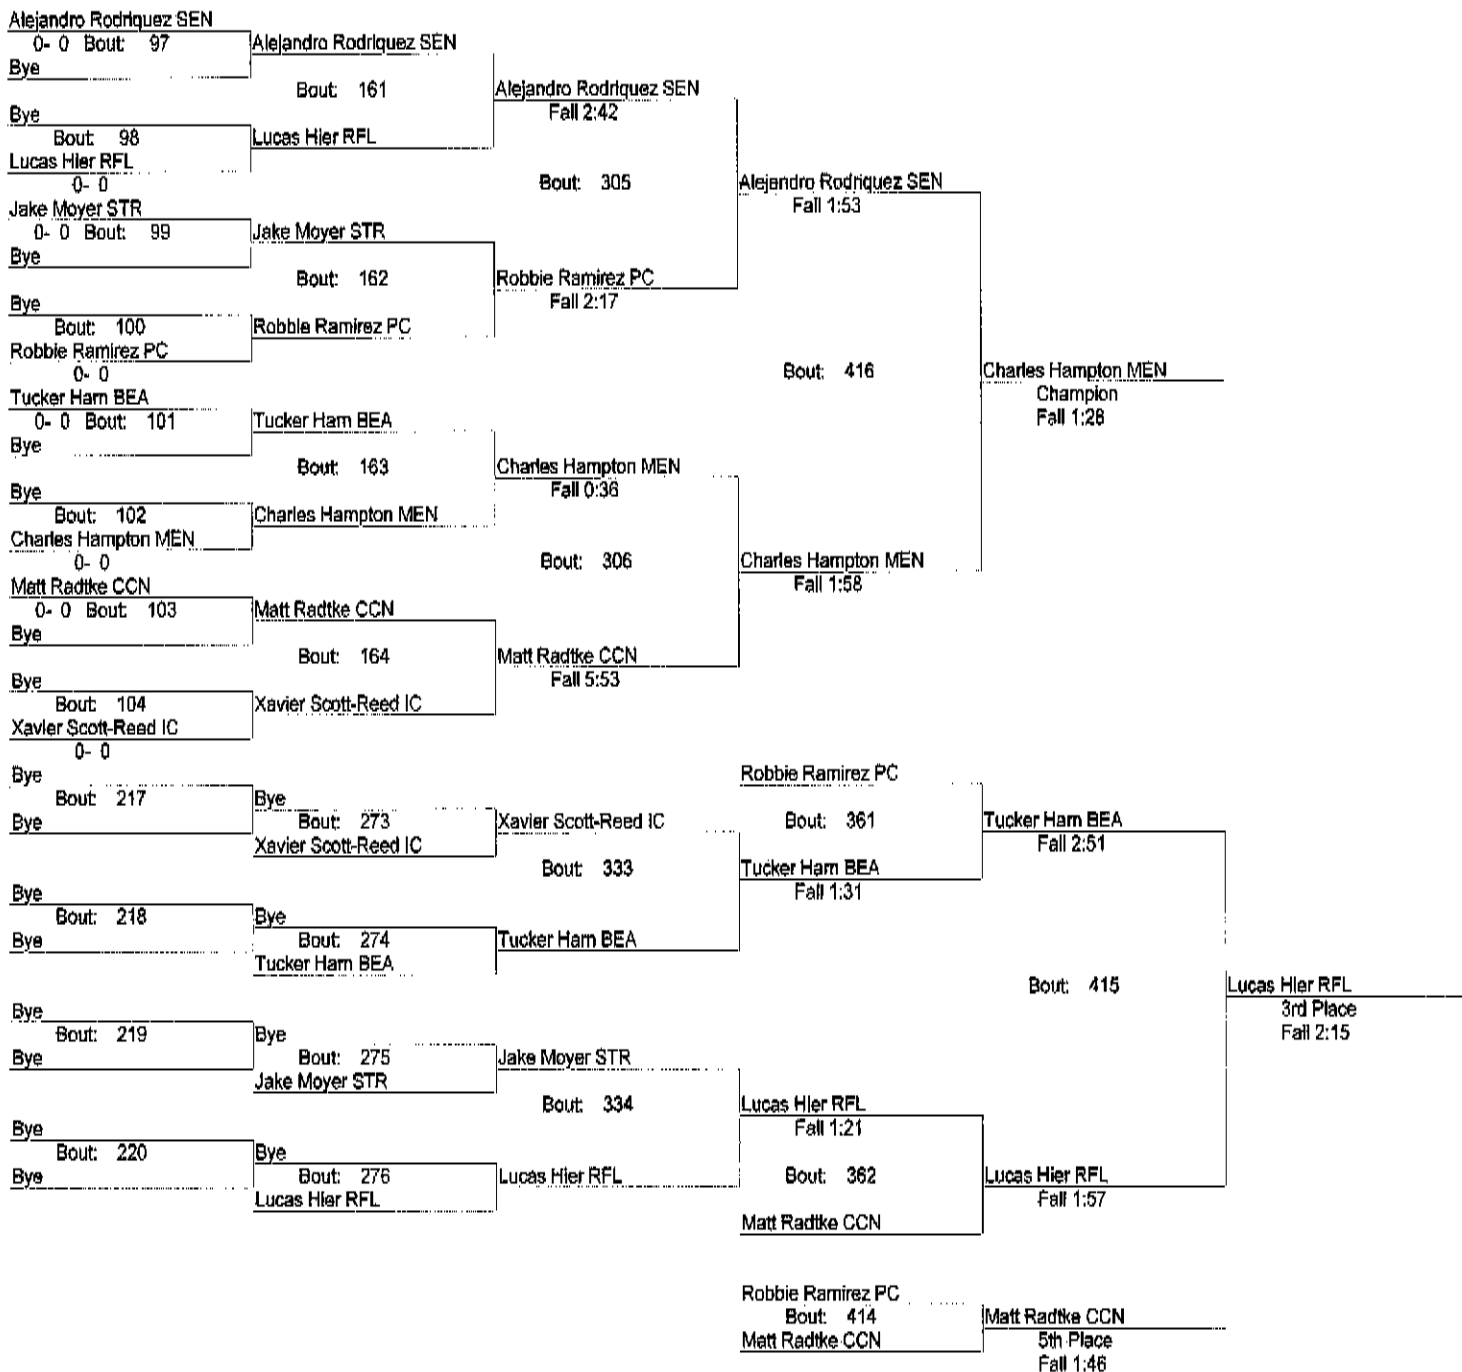 Alejandro Rodriquez SEN
0- 0 Bout: 97
Bye
Alejandro Rodriquez SEN
Bout: 161
Bye
Bout: 98
Lucas Hier RFL
0- 0
Lucas Hier RFL
Alejandro Rodriquez SEN
Fall 2:42
Bout: 305
Jake Moyer STR
0- 0 Bout: 99
Bye
Jake Moyer STR
Bout: 162
Bye
Bout: 100
Robbie Ramirez PC
0- 0
Robbie Ramirez PC
Robbie Ramirez PC
Fall 2:17
Alejandro Rodriquez SEN
Fall 1:53
Bout: 416
Tucker Ham BEA
0- 0 Bout: 101
Bye
Tucker Ham BEA
Bout: 163
Bye
Bout: 102
Charles Hampton MEN
0- 0
Charles Hampton MEN
Charles Hampton MEN
Fall 0:36
Bout: 306
Matt Radtke CCN
0- 0 Bout: 103
Bye
Matt Radtke CCN
Bout: 164
Bye
Bout: 104
Xavier Scott-Reed IC
0- 0
Xavier Scott-Reed IC
Matt Radtke CCN
Fall 5:53
Charles Hampton MEN
Fall 1:58
Charles Hampton MEN
Champion
Fall 1:28
Bye
Bout: 217
Bye
Bye
Bout: 273
Xavier Scott-Reed IC
Xavier Scott-Reed IC
Bout: 333
Bye
Bout: 218
Bye
Bye
Bout: 274
Tucker Ham BEA
Tucker Ham BEA
Robbie Ramirez PC
Bout: 361
Tucker Ham BEA
Fall 1:31
Tucker Ham BEA
Fall 2:51
Bout: 415
Bye
Bout: 219
Bye
Bye
Bout: 275
Jake Moyer STR
Jake Moyer STR
Bout: 334
Bye
Bout: 220
Bye
Bye
Bout: 276
Lucas Hier RFL
Lucas Hier RFL
Lucas Hier RFL
Fall 1:21
Bout: 362
Matt Radtke CCN
Lucas Hier RFL
Fall 1:57
Lucas Hier RFL
3rd Place
Fall 2:15
Robbie Ramirez PC
Bout: 414
Matt Radtke CCN
Matt Radtke CCN
5th Place
Fall 1:46